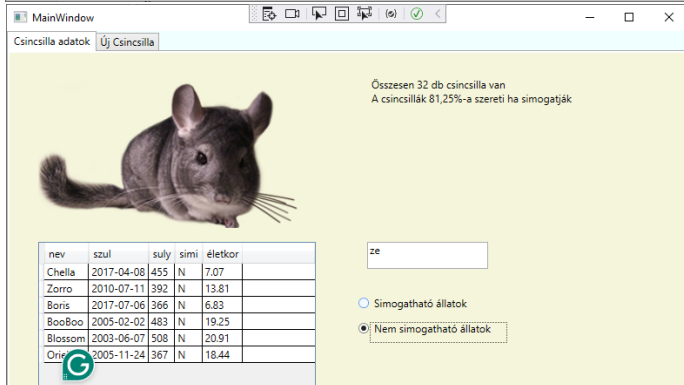 MainWindow
Csincsilla adatok Új Csincsilla
Összesen 32 db csincsilla van
A csincsillák 81,25%-a szereti ha simogatják
nev szul suly simi életkor
Chella 2017-04-08 455 N 7.07
Zorro 2010-07-11 392 N 13.81
Boris 2017-07-06 366 N 6.83
BooBoo 2005-02-02 483 N 19.25
Blossom 2003-06-07 508 N 20.91
2005-11-24 367 N 18.44
ze
Simogatható állatok
Nem simogatható állatok